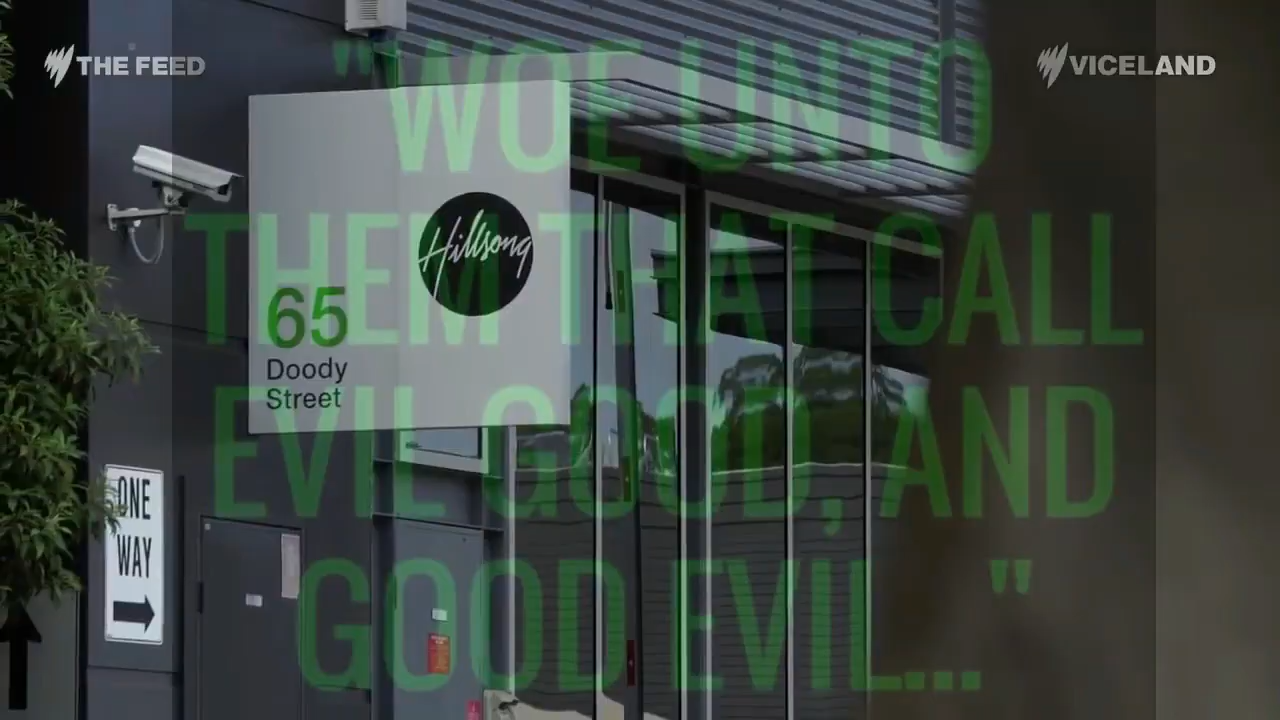 THE FEED
VICELAND
"WOE UNTO
THEM THAT CALL
EVIL GOOD, AND
GOOD EVIL..."
Hillsong
65
Doody
Street
ONE
WAY